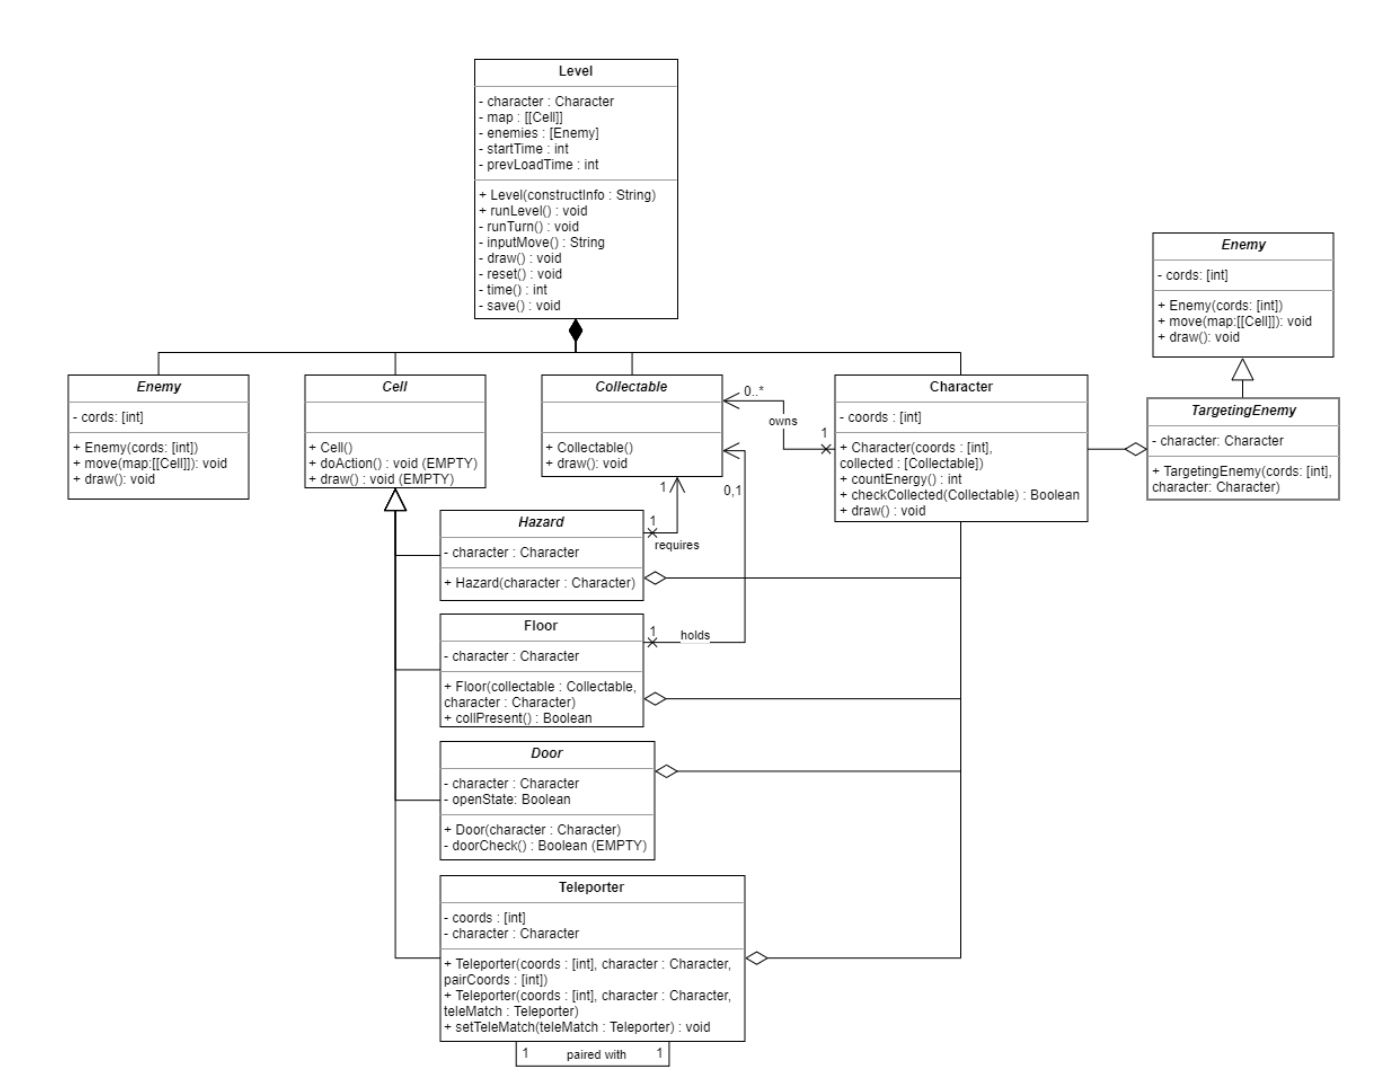 Level
- character : Character
- map : [[Cell]]
- enemies : [Enemy]
- startTime : int
- prevLoadTime : int
+ Level(constructInfo : String)
+ runLevel() : void
- runTurn() : void
- inputMove() : String
- draw() : void
- reset() : void
- time() : int
- save() : void
Enemy
- cords: [int]
+ Enemy(cords: [int])
+ move(map:[[Cell]]): void
+ draw(): void
Enemy
- cords: [int]
+ Enemy(cords: [int])
+ move(map:[[Cell]]): void
+ draw(): void
Cell
+ Cell()
+ doAction() : void (EMPTY)
+ draw() : void (EMPTY)
Collectable
+ Collectable()
+ draw(): void
0..*
owns
1
Character
- coords : [int]
+ Character(coords : [int],
collected : [Collectable])
+ countEnergy() : int
+ checkCollected(Collectable) : Boolean
+ draw() : void
TargetingEnemy
- character: Character
+ TargetingEnemy(cords: [int],
character: Character)
1
0,1
Hazard
- character : Character
+ Hazard(character : Character)
1
requires
Floor
- character : Character
+ Floor(collectable : Collectable,
character : Character)
+ collPresent() : Boolean
1
holds
Door
- character : Character
- openState: Boolean
+ Door(character : Character)
- doorCheck() : Boolean (EMPTY)
Teleporter
- coords : [int]
- character : Character
+ Teleporter(coords : [int], character : Character,
pairCoords : [int])
+ Teleporter(coords : [int], character : Character,
teleMatch : Teleporter)
+ setTeleMatch(teleMatch : Teleporter) : void
1 paired with 1